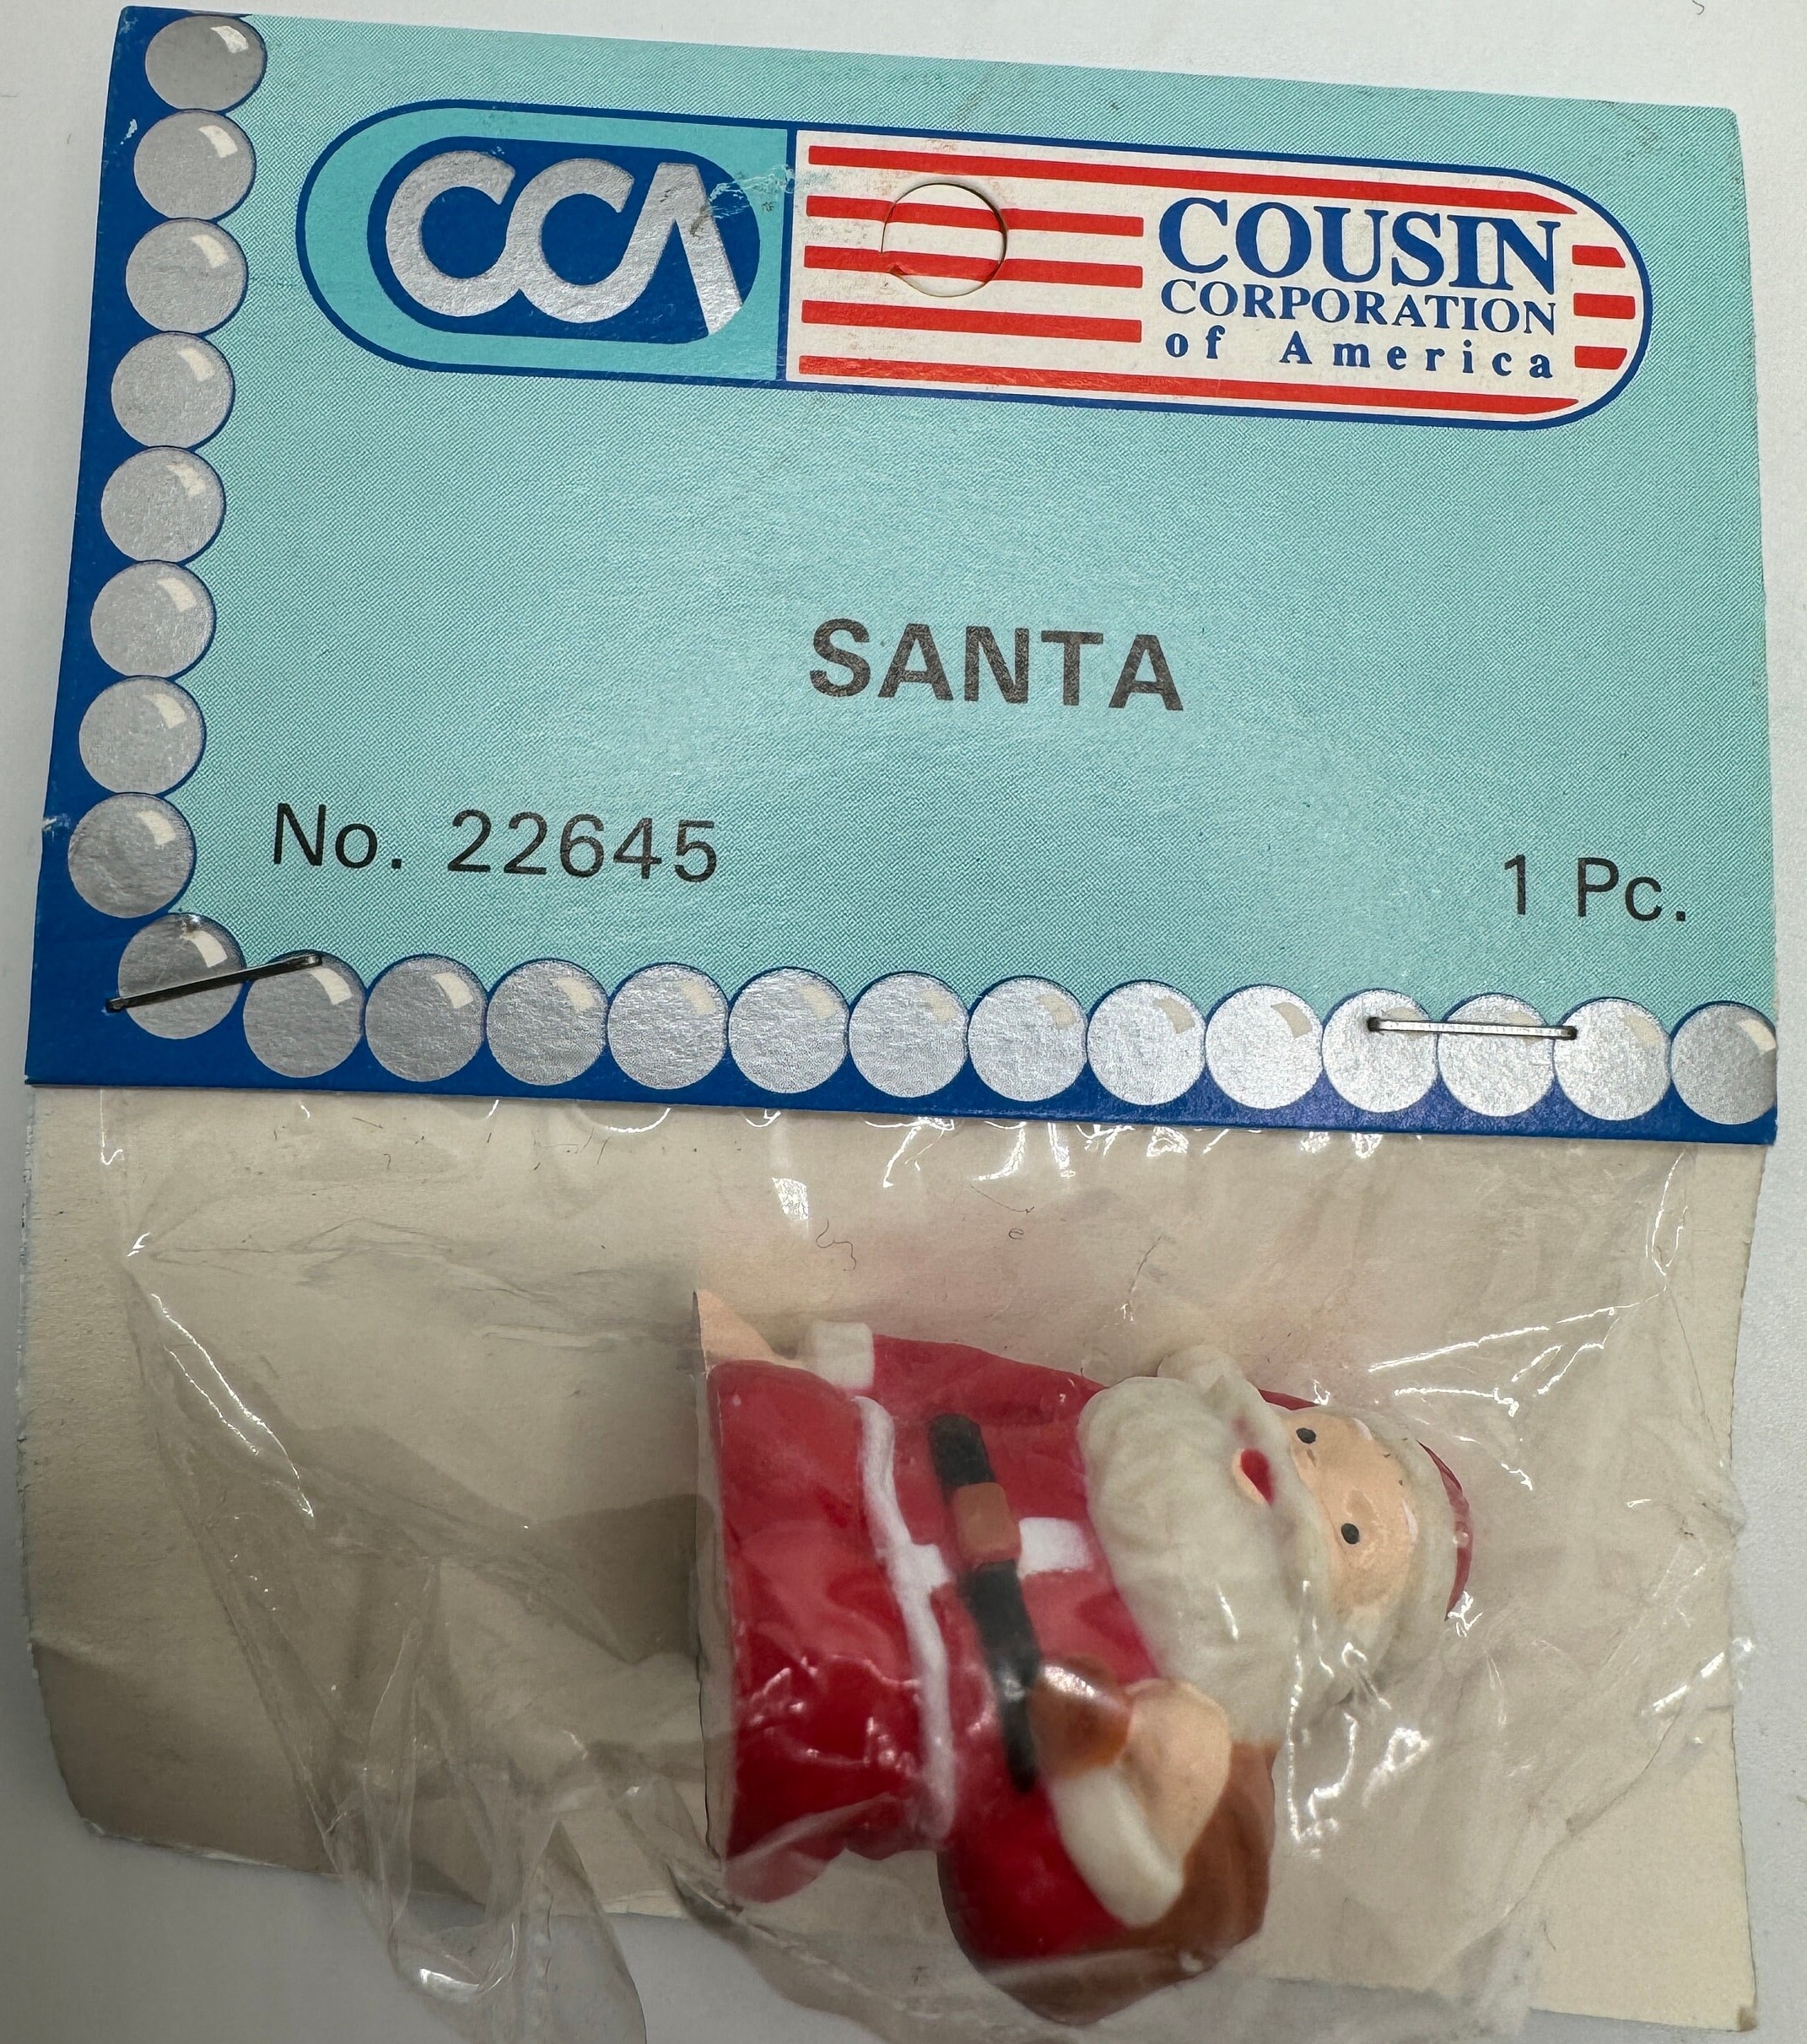 CCA
COUSIN
CORPORATION
of America
SANTA
No. 22645
1 Pc.